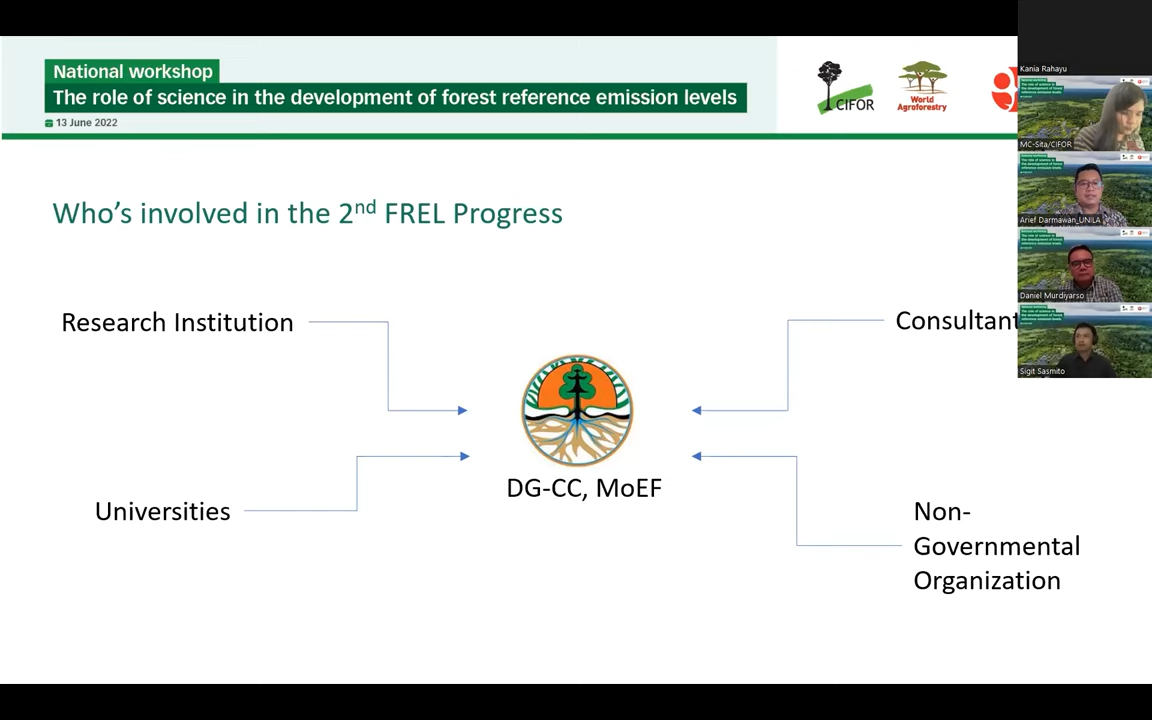 National workshop
The role of science in the development of forest reference emission levels
13 June 2022
CIFOR
World
Agroforestry
Kania Rahayu
MC-Sita/CIFOR
Arief Darmawan_UNILA
Daniel Murdiyarso
Sigit Sasmito
Who's involved in the 2nd FREL Progress
Research Institution
Consultant
DG-CC, MoEF
Universities
Non-
Governmental
Organization